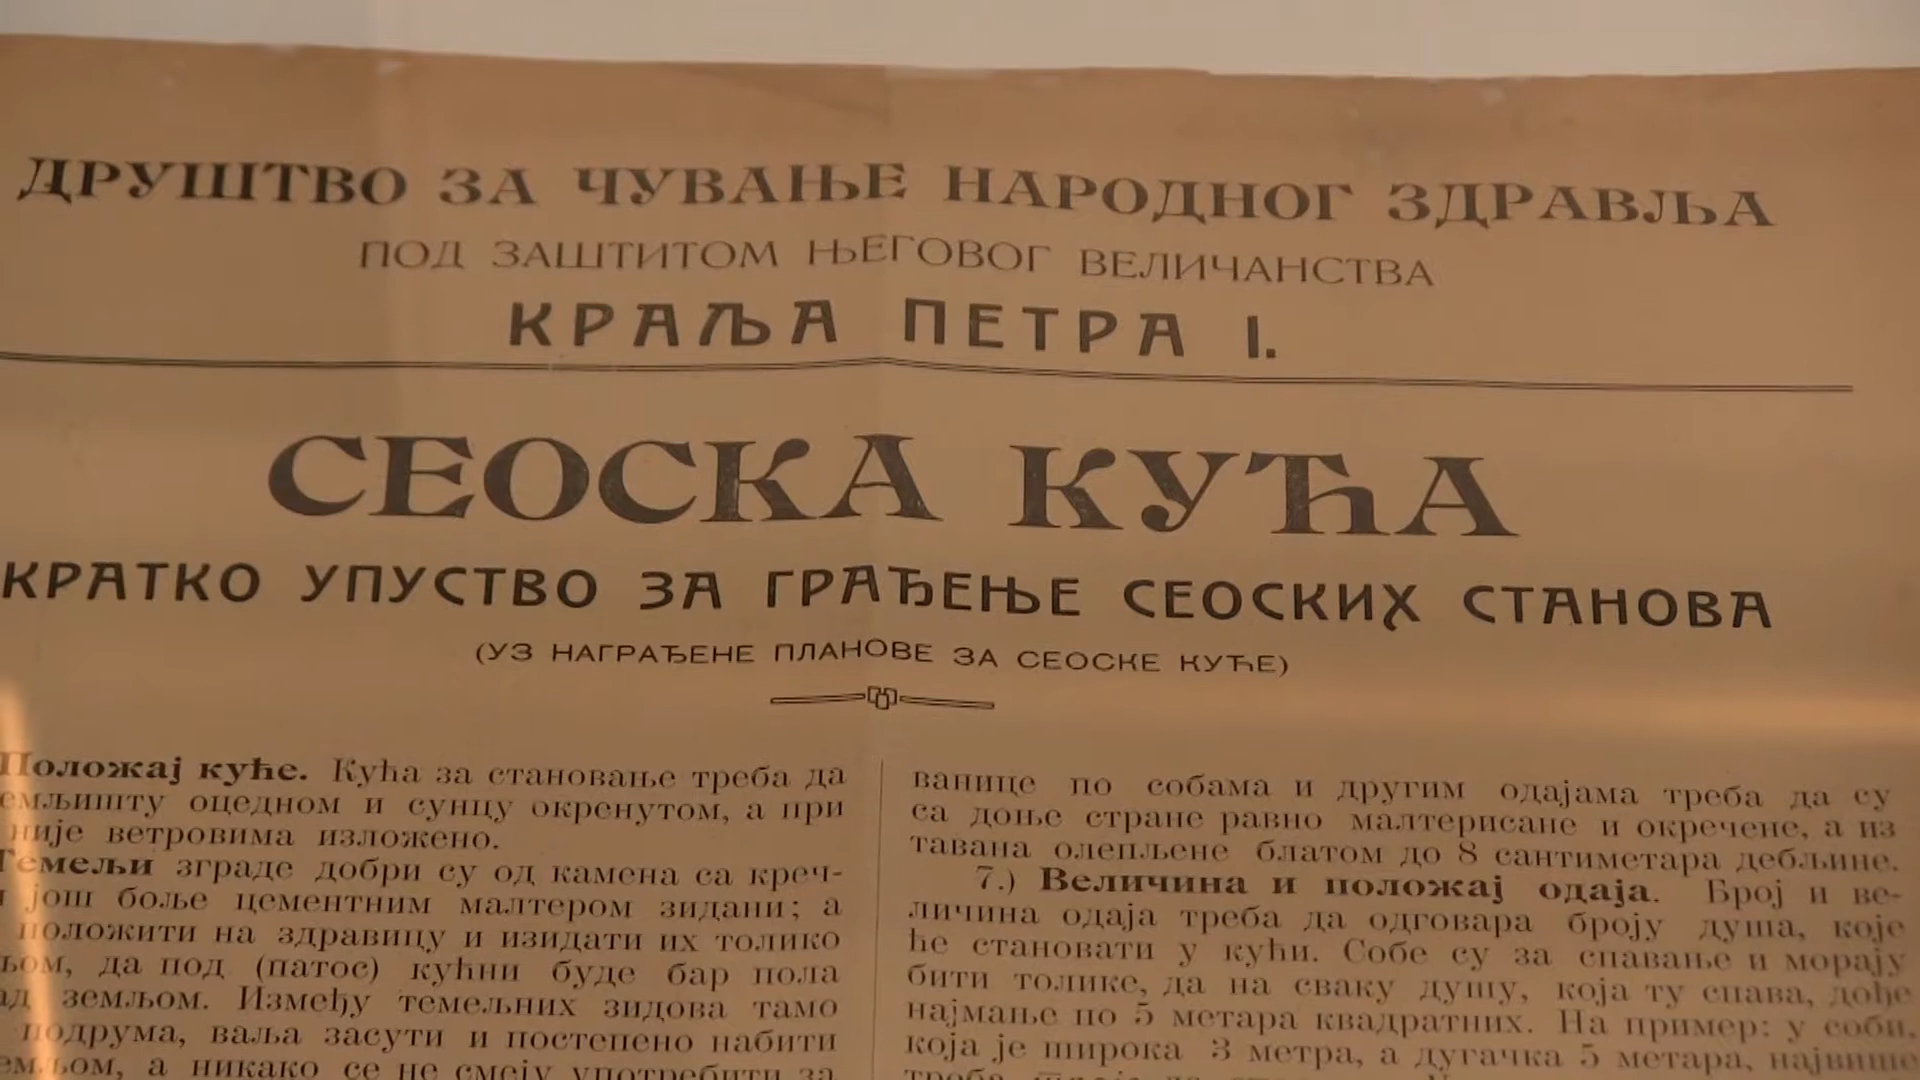 ДРУШТВО ЗА ЧУВАЊЕ НАРОДНОГ ЗДРАВЉА
ПОД ЗАШТИТОМ ЊЕГОВОГ ВЕЛИЧАНСТВА
КРАЉА ПЕТРА I.
СЕОСКА КУЋА
КРАТКО УПУСТВО ЗА ГРАЂЕЊЕ СЕОСКИХ СТАНОВА
(УЗ НАГРАЂЕНЕ ПЛАНОВЕ ЗА СЕОСКЕ КУЋЕ)
Положај куће. Кућа за становање треба да
емљишту оцедном и сунцу окренутом, а при
није ветровима изложено.
Темељи зграде добри су од камена са креч-
још боље цементним малтером зидани; а
положити на здравицу и изидати их толико
њом, да под (патос) кућни буде бар пола
ад земљом. Између темељних зидова тамо
подрума, ваља засути и постепено набити
емљом, а никако се не смеју употребити за
ванице по собама и другим одајама треба да су
са доње стране равно малтерисане и окречене, а из
тавана олепљене блатом до 8 сантиметара дебљине.
7.) Величина и положај одаја. Број и ве-
личина одаја треба да одговара броју душа, које
ће становати у кући. Собе су за спавање и морају
бити толике, да на сваку душу, која ту спава, дође
најмање по 5 метара квадратних. На пример: у соби,
која је широка 3 метра, а дугачка 5 метара, највише
треба